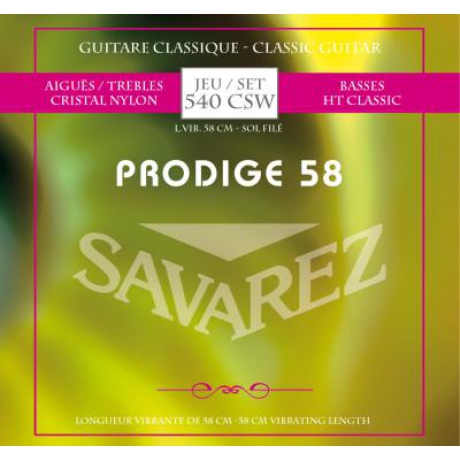 GUITARE CLASSIQUE - CLASSIC GUITAR
AIGUËS / TREBLES
CRISTAL NYLON
JEU / SET
540 CSW
BASSES
HT CLASSIC
L.VIB. 58 CM - SOL FILÉ
PRODIGE 58
SAVAREZ
LONGUEUR VIBRANTE DE 58 CM - 58 CM VIBRATING LENGTH